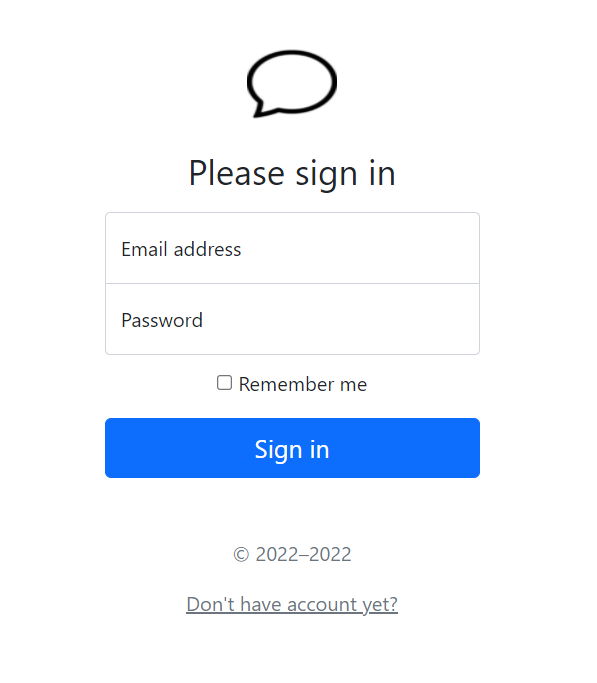 Please sign in
Email address
Password
Remember me
Sign in
© 2022–2022
Don't have account yet?